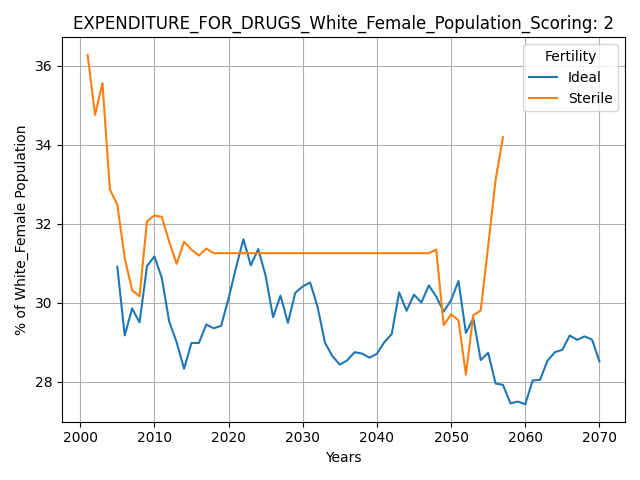 EXPENDITURE_FOR_DRUGS_White_Female_Population_Scoring: 2
Fertility
Ideal
Sterile
% of White_Female Population
36
34
32
30
28
2000 2010 2020 2030 2040 2050 2060 2070
Years